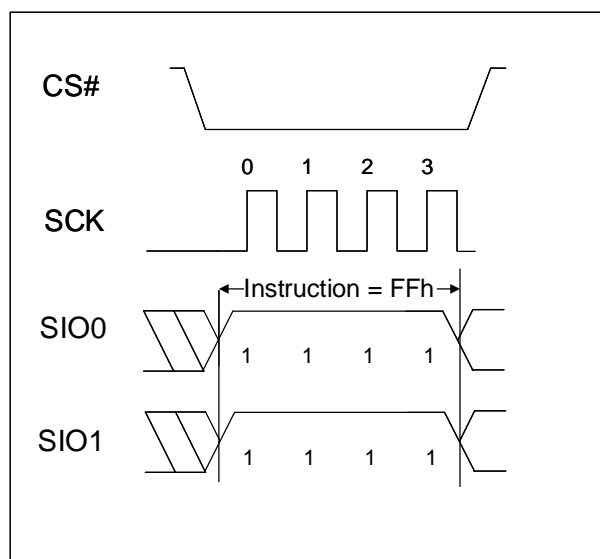 CS#
0 1 2 3
SCK
Instruction = FFh
SIO0
1 1 1 1
SIO1
1 1 1 1